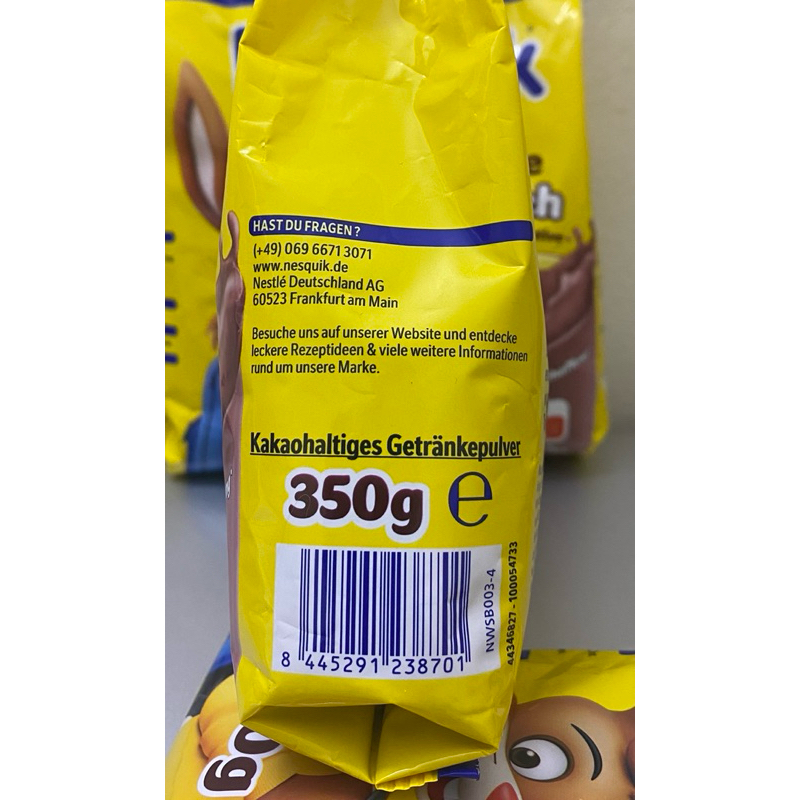 HAST DU FRAGEN ?
(+49) 069 6671 3071
www.nesquik.de
Nestlé Deutschland AG
60523 Frankfurt am Main
Besuche uns auf unserer Website und entdecke
leckere Rezeptideen & viele weitere Informationen
rund um unsere Marke.
Kakaohaltiges Getränkepulver
350g e
8 445291 238701
NWSB003-4
44346827 - 100054733